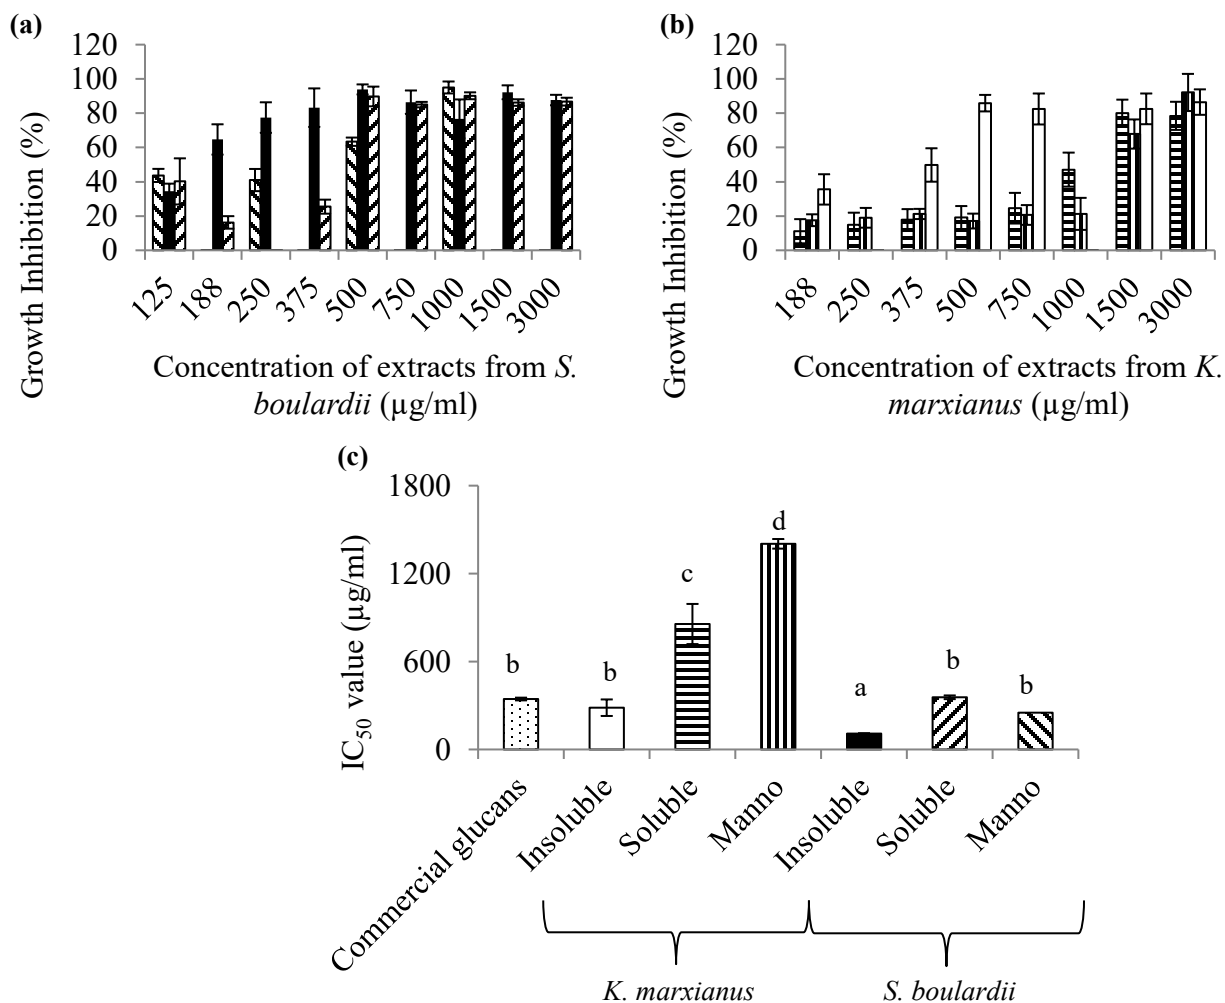 (a)
120
100
80
60
40
20
0
Growth Inhibition (%)
125 188 250 375 500 750 1000 1500 3000
Concentration of extracts from S.
boulardii (µg/ml)
(b)
120
100
80
60
40
20
0
Growth Inhibition (%)
188 250 375 500 750 1000 1500 3000
Concentration of extracts from K.
marxianus (µg/ml)
(c)
1800
1200
600
0
IC50 value (µg/ml)
b b c d a b b
Commercial glucans Insoluble Soluble Manno Insoluble Soluble Manno
K. marxianus S. boulardii